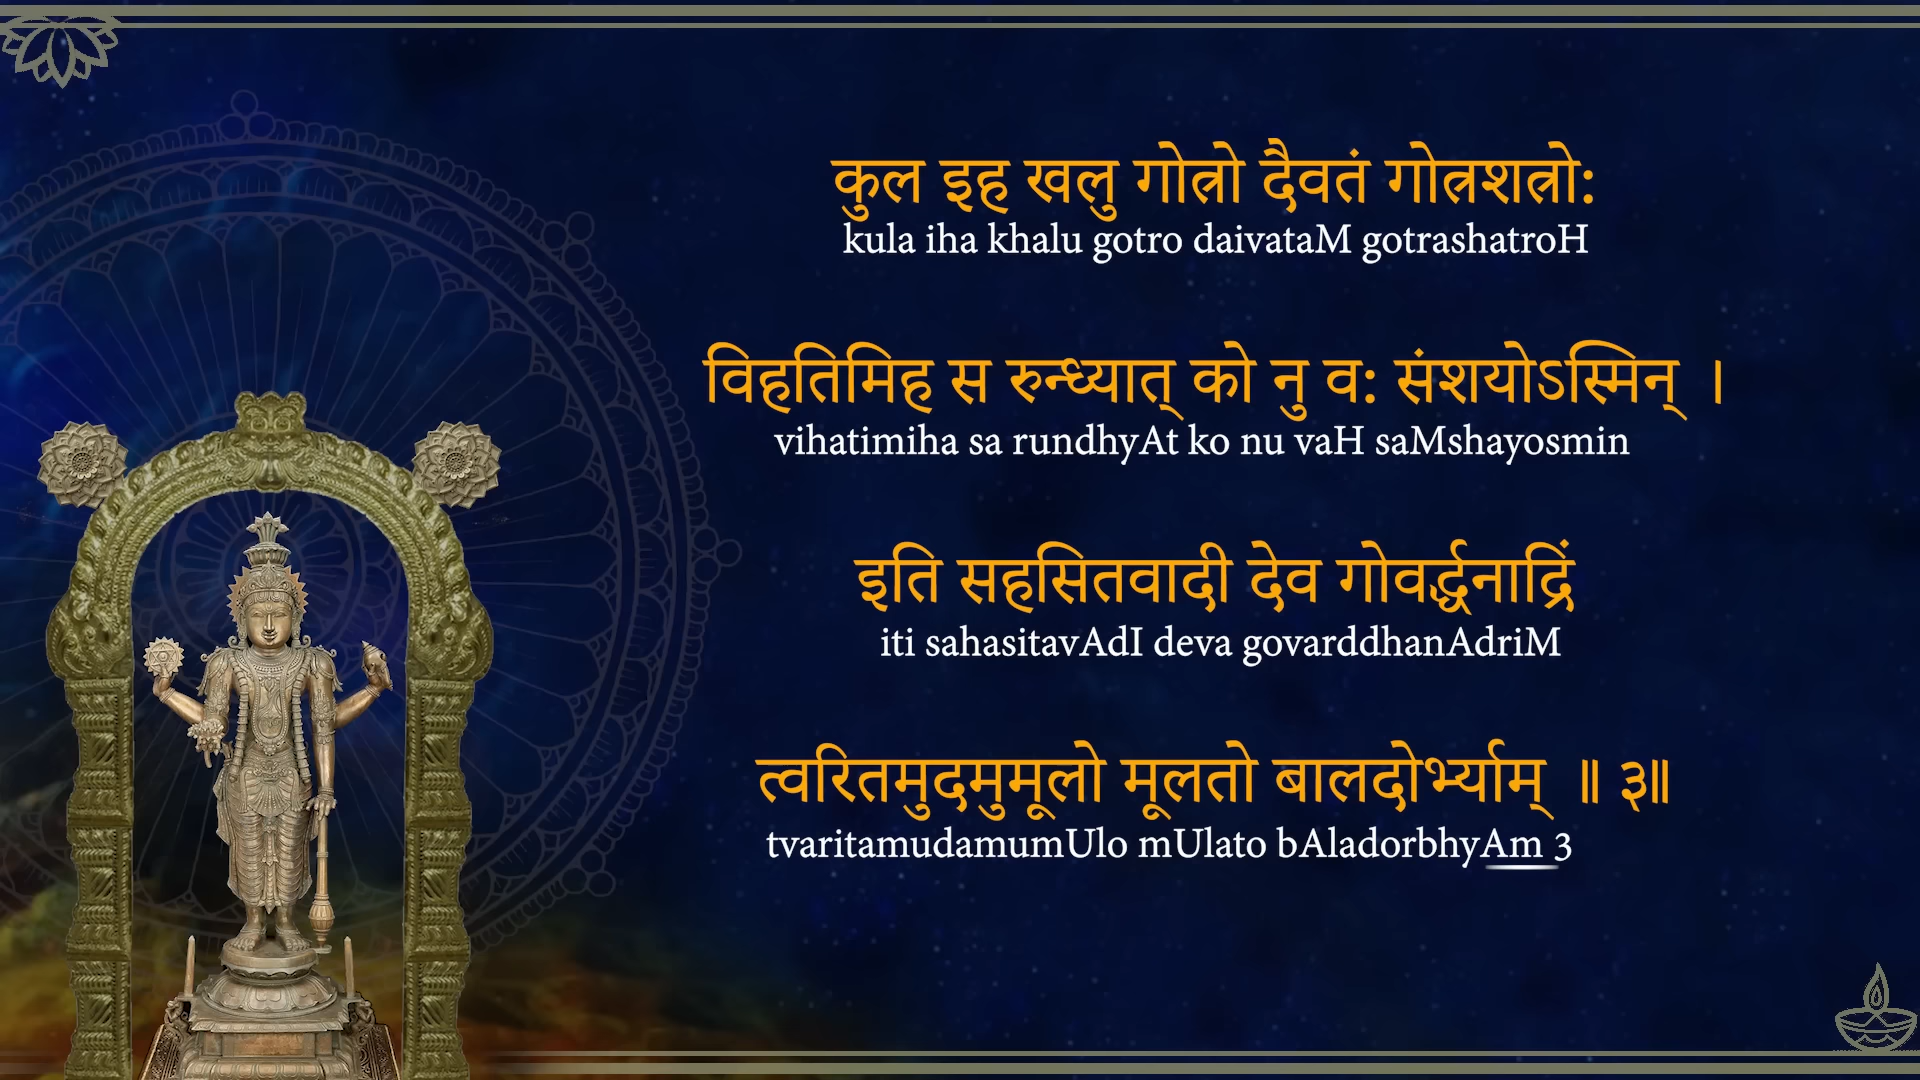 कुल इह खलु गोत्रो दैवतं गोत्रशत्रो:
kula iha khalu gotro daivataM gotrashatroH
विहतिमिह स रुन्ध्यात् को नु व: संशयोऽस्मिन् ।
vihatimiha sa rundhyAt ko nu vaH saMshayosmin
इति सहसितवादी देव गोवर्द्धनाद्रिं
iti sahasitavAdI deva govarddhanAdriM
त्वरितमुदमुमूलो मूलतो बालदोर्भ्याम् ॥ ३॥
tvaritamudamumUlo mUlato bAladorbhyAm 3